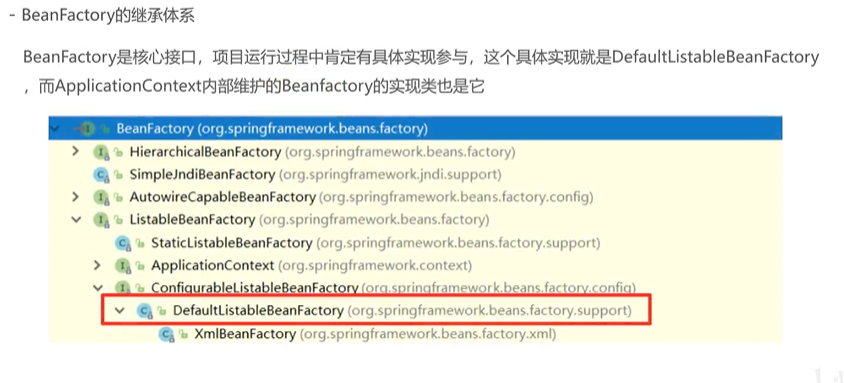 - BeanFactory的继承体系
BeanFactory是核心接口，项目运行过程中肯定有具体实现参与，这个具体实现就是DefaultListableBeanFactory
，而ApplicationContext内部维护的Beanfactory的实现类也是它
BeanFactory (org.springframework.beans.factory)
HierarchicalBeanFactory (org.springframework.beans.factory)
SimpleJndiBeanFactory (org.springframework.jndi.support)
AutowireCapableBeanFactory (org.springframework.beans.factory.config)
ListableBeanFactory (org.springframework.beans.factory)
StaticListableBeanFactory (org.springframework.beans.factory.support)
ApplicationContext (org.springframework.context)
ConfigurableListableBeanFactory (org.springframework.beans.factory.config)
DefaultListableBeanFactory (org.springframework.beans.factory.support)
XmlBeanFactory (org.springframework.beans.factory.xml)